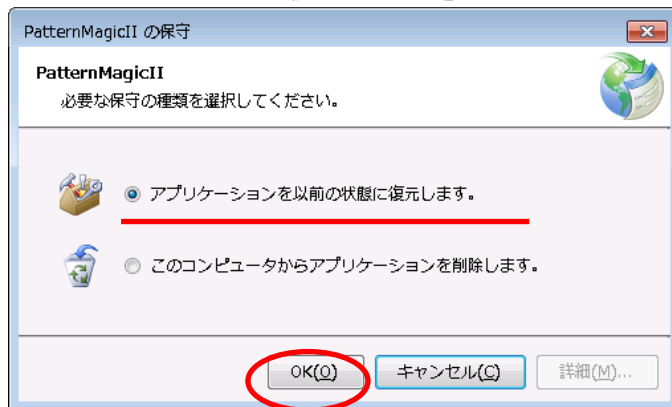 PatternMagicII の保守
PatternMagicII
必要な保守の種類を選択してください。
アプリケーションを以前の状態に復元します。
このコンピュータからアプリケーションを削除します。
OK(O)
キャンセル(C)
詳細(M)...